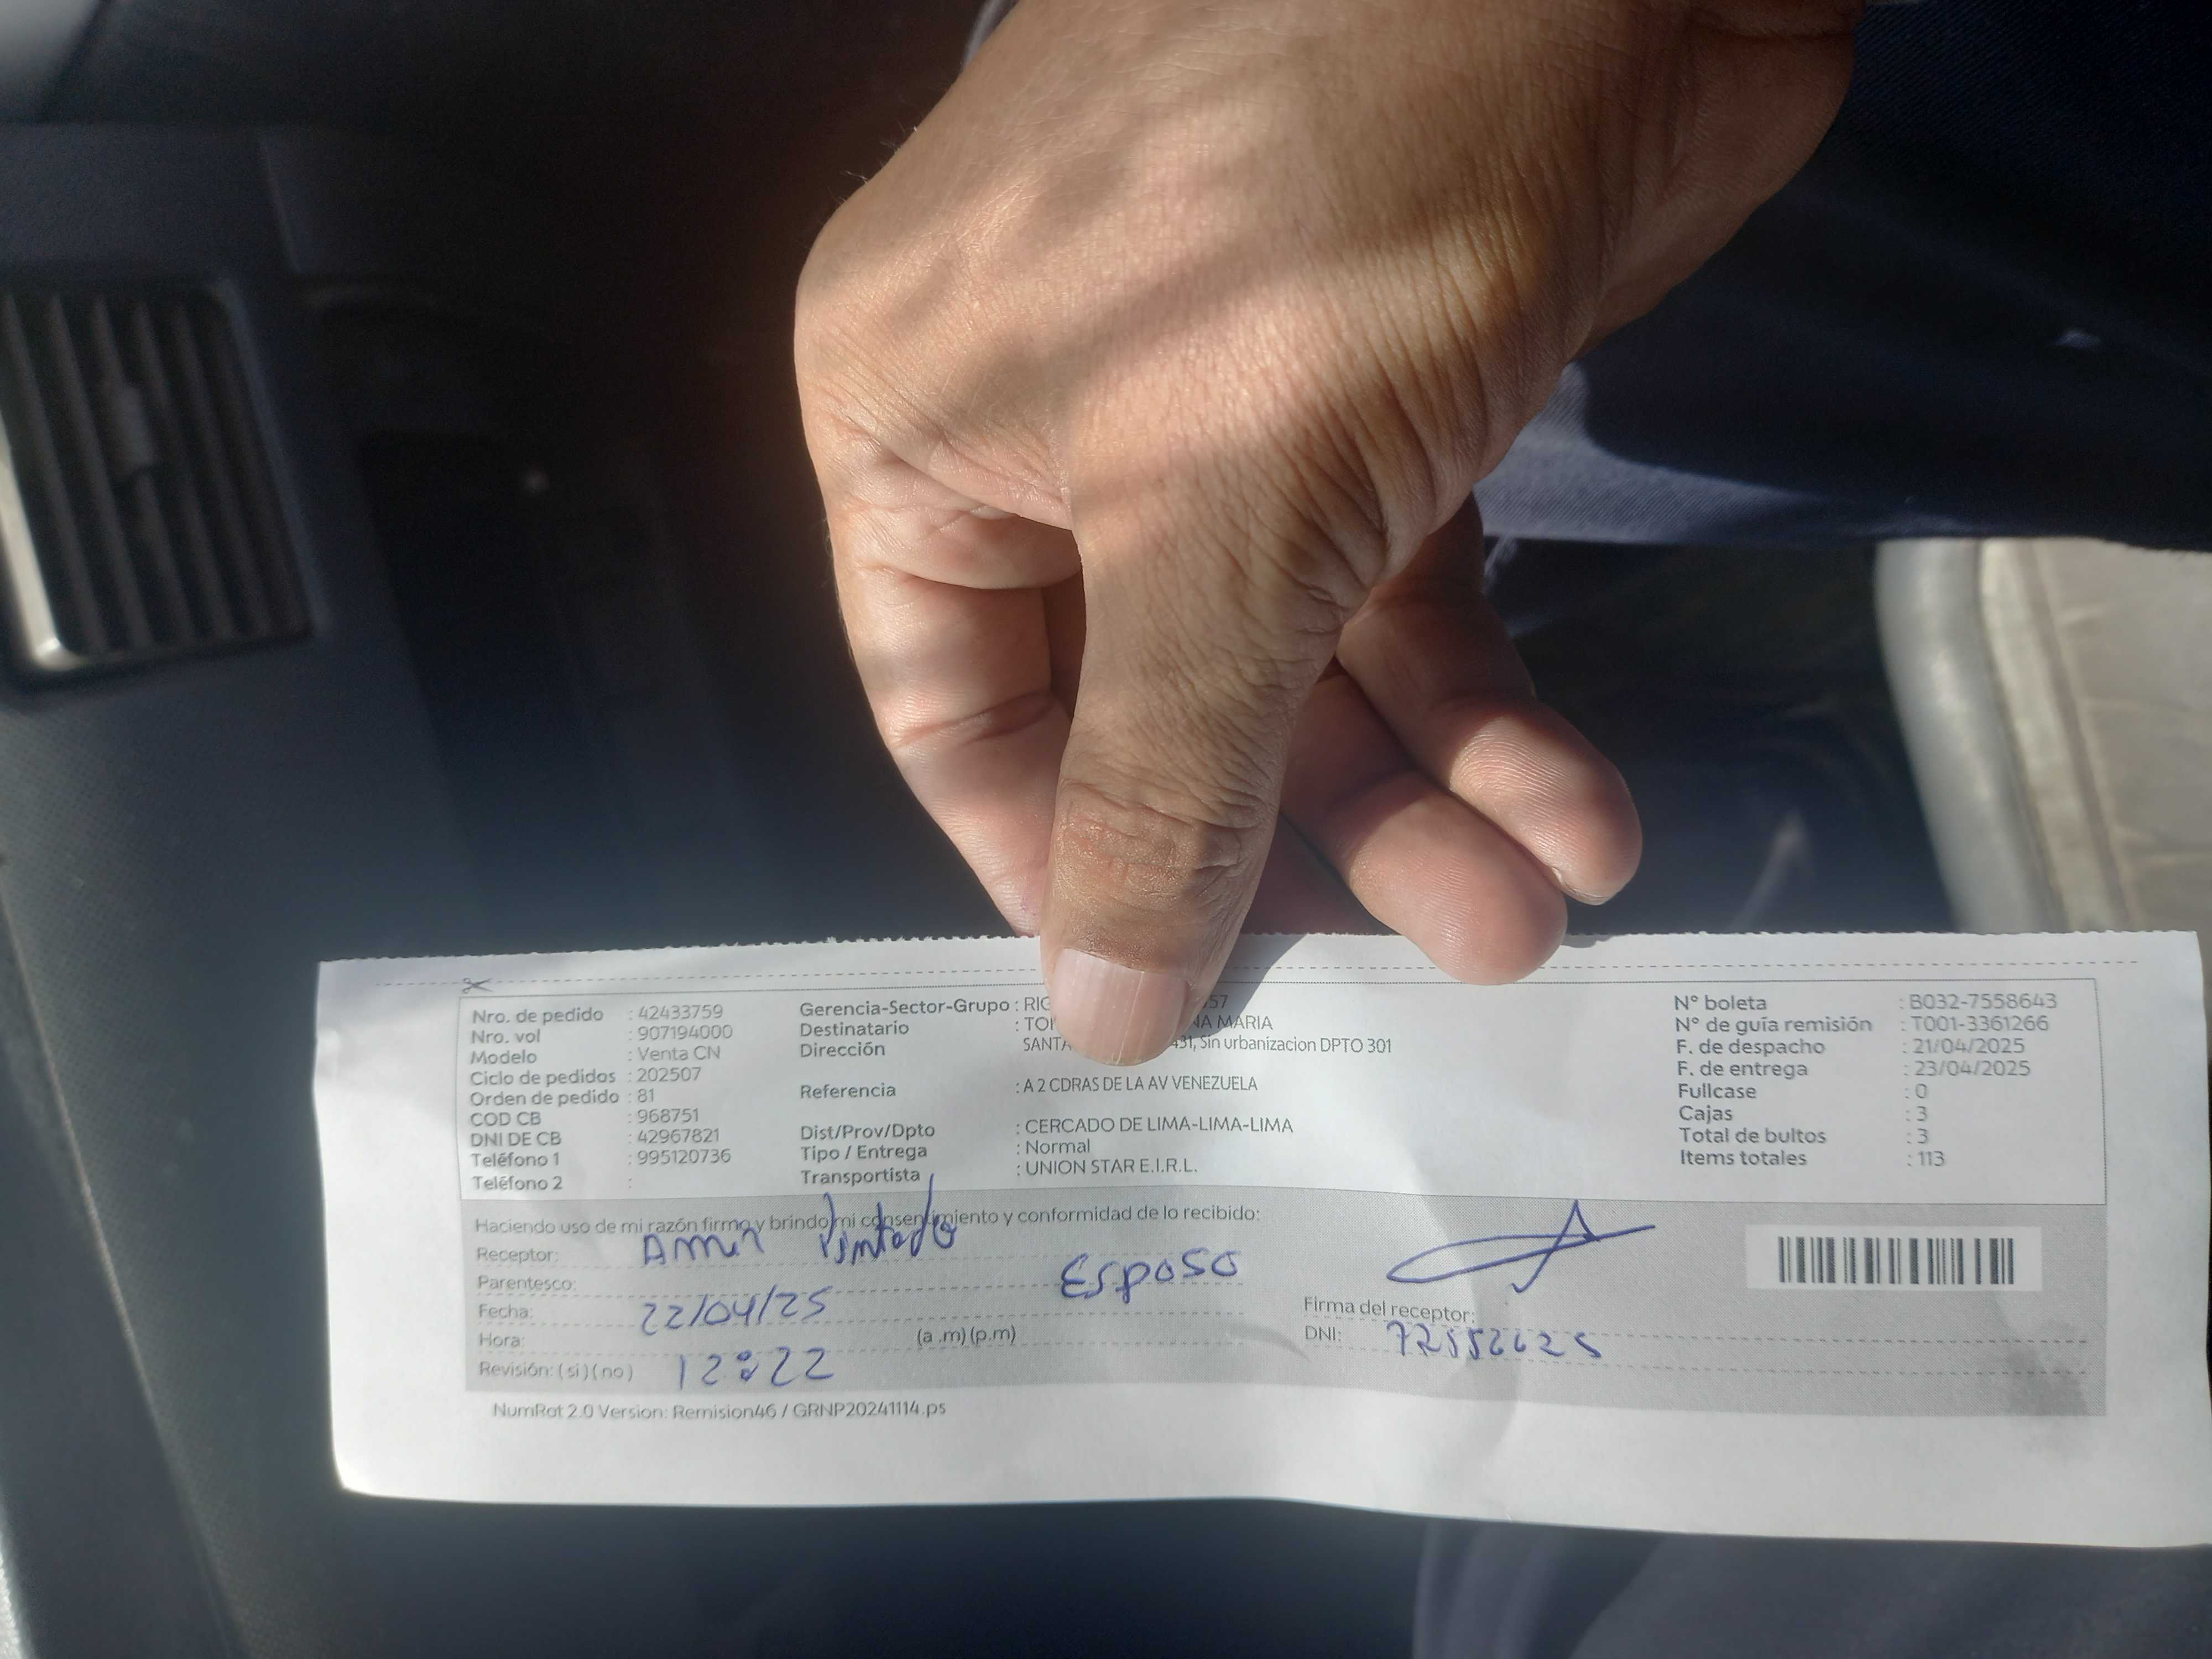 Nro. de pedido : 42433759
Nro. vol : 907194000
Modelo : Venta CN
Ciclo de pedidos : 202507
Orden de pedido : 81
COD CB : 968751
DNI DE CB : 42967821
Teléfono 1 : 995120736
Teléfono 2 :
Gerencia-Sector-Grupo :
Destinatario : MARIA
Dirección Sin urbanizacion DPTO 301
Referencia : A 2 CDRAS DE LA AV VENEZUELA
Dist/Prov/Dpto : CERCADO DE LIMA-LIMA-LIMA
Tipo / Entrega : Normal
Transportista : UNION STAR E.I.R.L.
N° boleta : B032-7558643
N° de guía remisión : T001-3361266
F. de despacho : 21/04/2025
F. de entrega : 23/04/2025
Fullcase : 0
Cajas : 3
Total de bultos : 3
Items totales : 113
Haciendo uso de mi razón firmo y brindo mi consentimiento y conformidad de lo recibido:
Receptor:
Parentesco: Esposo
Fecha: 22/04/25
Hora: (a .m) (p.m)
Revisión: ( si ) ( no ) 12:22
Firma del receptor:
DNI:
NumRot 2.0 Version: Remision46 / GRNP20241114.ps